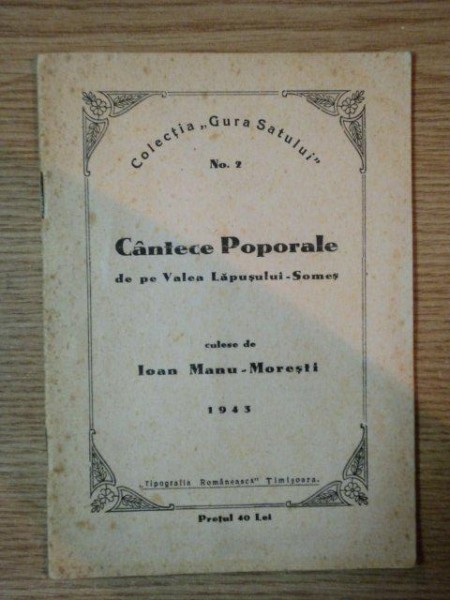 Colecția „Gura Satului”
No. 2
Cântece Poporale
de pe Valea Lăpușului-Someș
culese de
Ioan Manu-Morești
1943
„Tipografia Românească” Timișoara.
Prețul 40 Lei